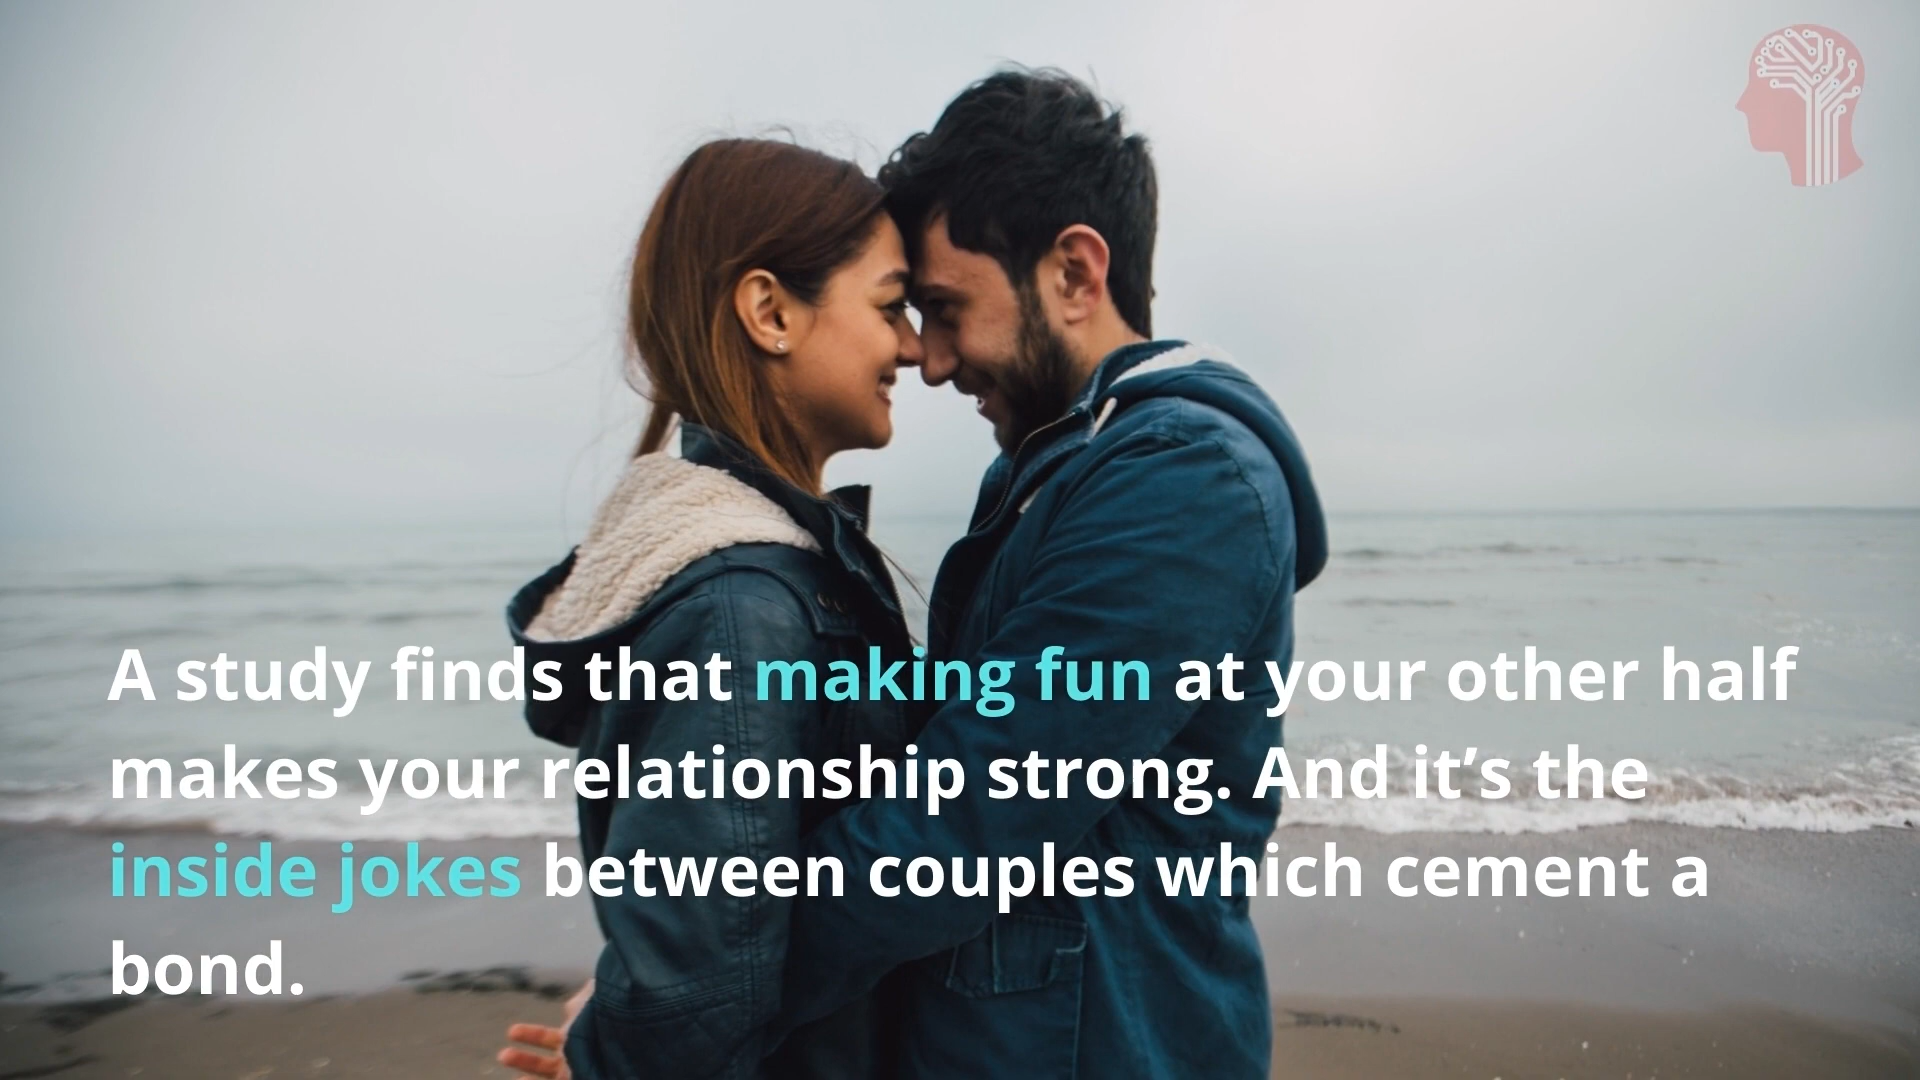 A study finds that making fun at your other half
makes your relationship strong. And it’s the
inside jokes between couples which cement a
bond.